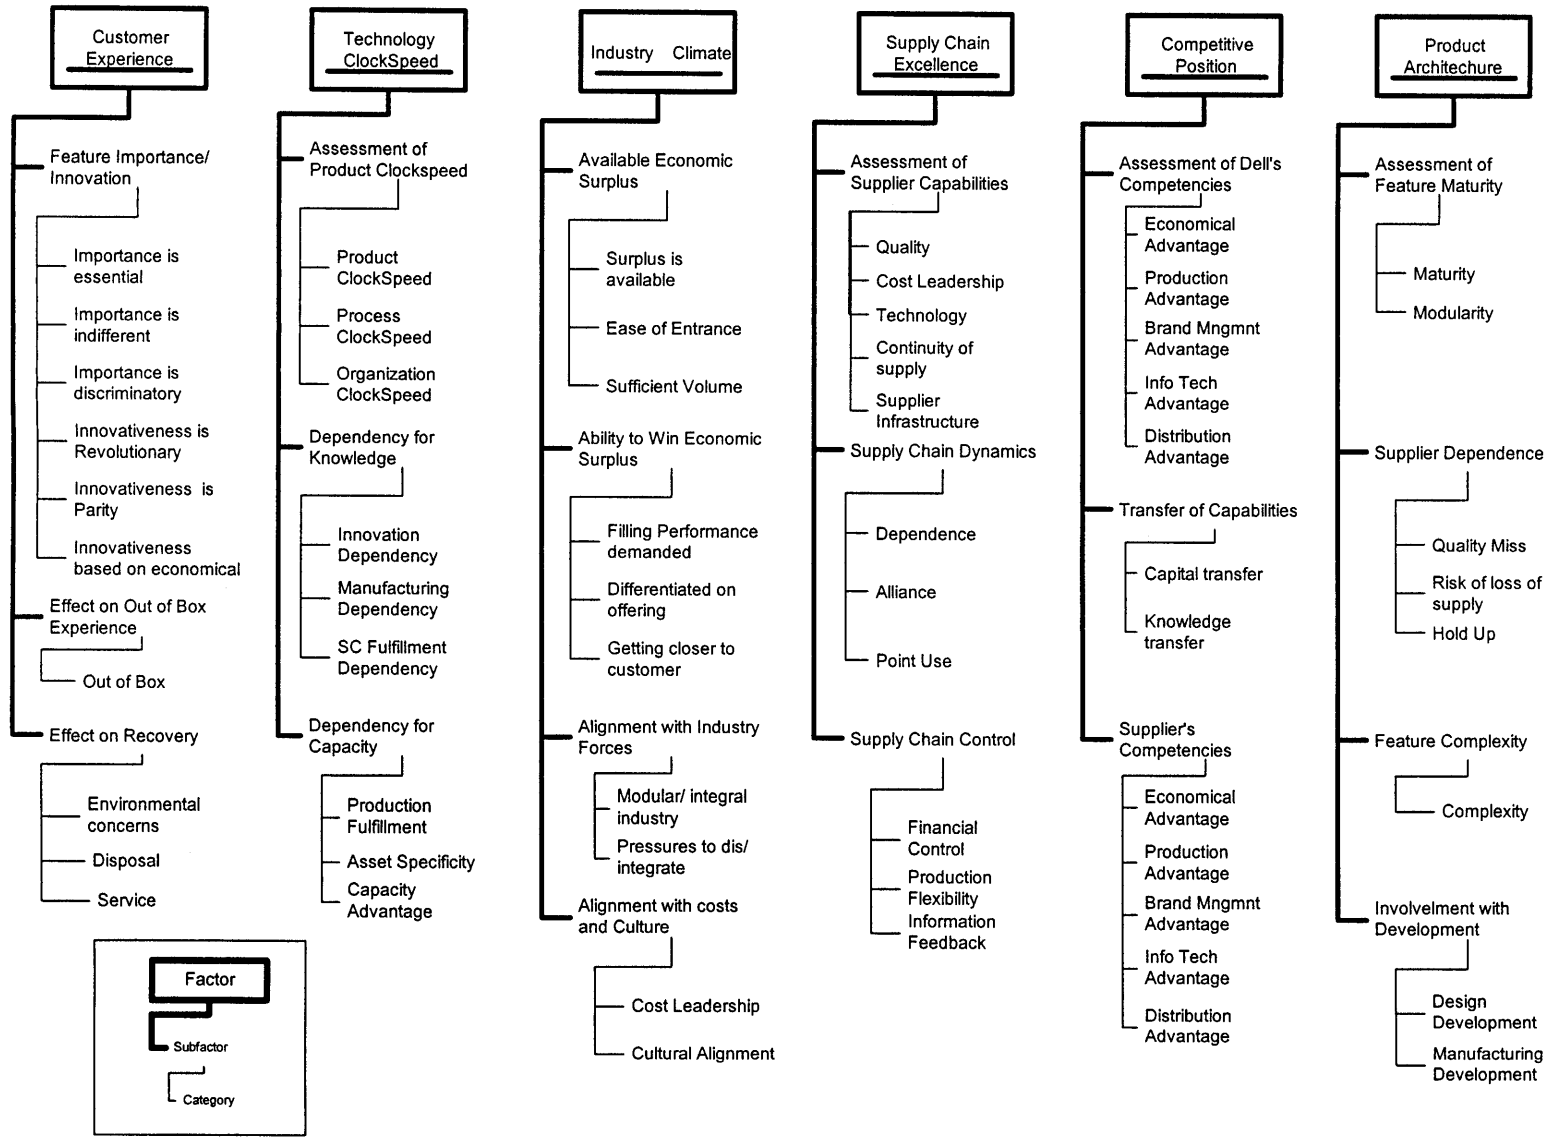 Customer
Experience
Feature Importance/
Innovation
Importance is
essential
Importance is
indifferent
Importance is
discriminatory
Innovativeness is
Revolutionary
Innovativeness is
Parity
Innovativeness
based on economical
Effect on Out of Box
Experience
Out of Box
Effect on Recovery
Environmental
concerns
Disposal
Service
Technology
ClockSpeed
Assessment of
Product Clockspeed
Product
ClockSpeed
Process
ClockSpeed
Organization
ClockSpeed
Dependency for
Knowledge
Innovation
Dependency
Manufacturing
Dependency
SC Fulfillment
Dependency
Dependency for
Capacity
Production
Fulfillment
Asset Specificity
Capacity
Advantage
Industry Climate
Available Economic
Surplus
Surplus is
available
Ease of Entrance
Sufficient Volume
Ability to Win Economic
Surplus
Filling Performance
demanded
Differentiated on
offering
Getting closer to
customer
Alignment with Industry
Forces
Modular/ integral
industry
Pressures to dis/
integrate
Alignment with costs
and Culture
Cost Leadership
Cultural Alignment
Supply Chain
Excellence
Assessment of
Supplier Capabilities
Quality
Cost Leadership
Technology
Continuity of
supply
Supplier
Infrastructure
Supply Chain Dynamics
Dependence
Alliance
Point Use
Supply Chain Control
Financial
Control
Production
Flexibility
Information
Feedback
Competitive
Position
Assessment of Dell's
Competencies
Economical
Advantage
Production
Advantage
Brand Mngmnt
Advantage
Info Tech
Advantage
Distribution
Advantage
Transfer of Capabilities
Capital transfer
Knowledge
transfer
Supplier's
Competencies
Economical
Advantage
Production
Advantage
Brand Mngmnt
Advantage
Info Tech
Advantage
Distribution
Advantage
Product
Architechure
Assessment of
Feature Maturity
Maturity
Modularity
Supplier Dependence
Quality Miss
Risk of loss of
supply
Hold Up
Feature Complexity
Complexity
Involvelment with
Development
Design
Development
Manufacturing
Development
Factor
Subfactor
Category